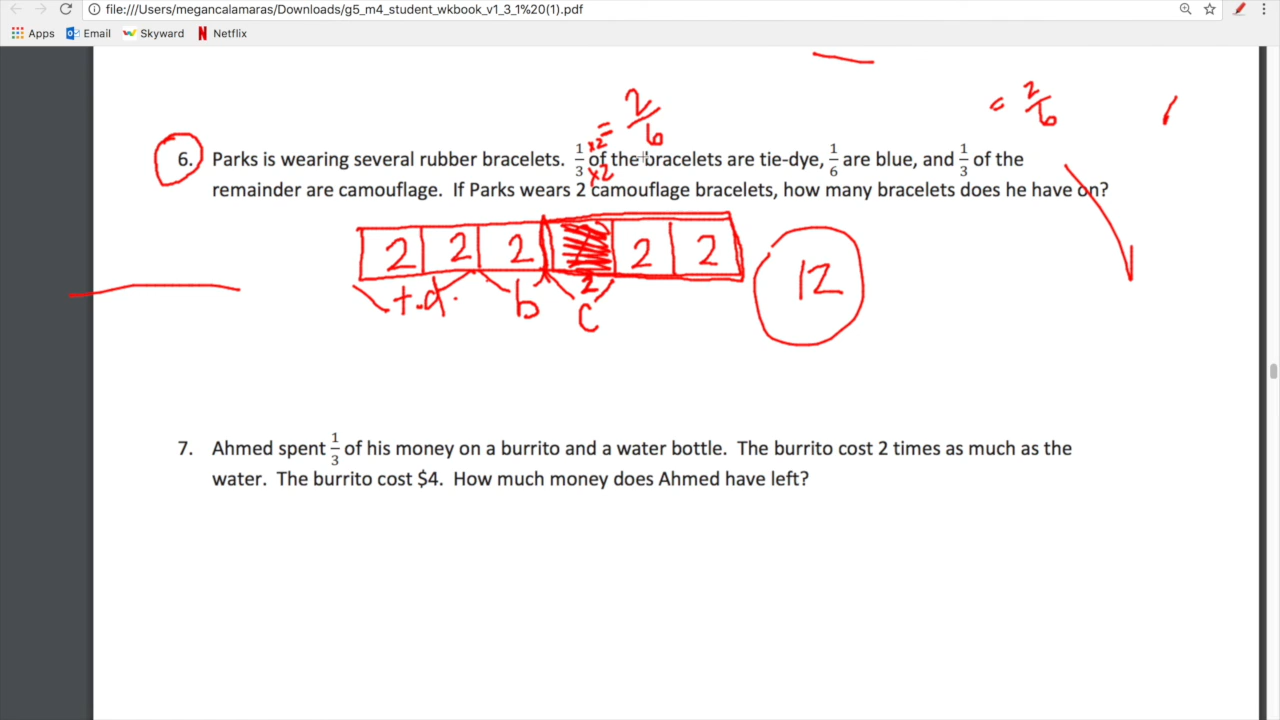 file:///Users/megancalamaras/Downloads/g5_m4_student_wkbook_v1_3_1%20(1).pdf
Apps Email Skyward Netflix
= 2/6
= 2/6
×2
6. Parks is wearing several rubber bracelets. 1/3 of the bracelets are tie-dye, 1/6 are blue, and 1/3 of the
×2
remainder are camouflage. If Parks wears 2 camouflage bracelets, how many bracelets does he have on?
2 2 2 2 2
12
2
t.d. b c
7. Ahmed spent 1/3 of his money on a burrito and a water bottle. The burrito cost 2 times as much as the
water. The burrito cost $4. How much money does Ahmed have left?